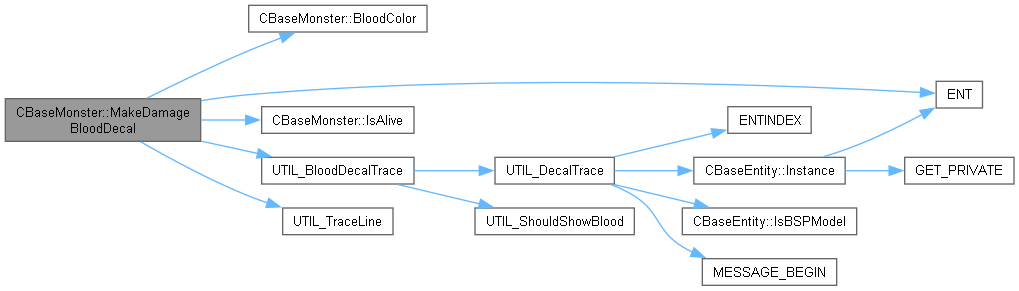 CBaseMonster::BloodColor
ENT
CBaseMonster::MakeDamage
BloodDecal
CBaseMonster::IsAlive
ENTINDEX
UTIL_BloodDecalTrace
UTIL_DecalTrace
CBaseEntity::Instance
GET_PRIVATE
UTIL_TraceLine
UTIL_ShouldShowBlood
CBaseEntity::IsBSPModel
MESSAGE_BEGIN